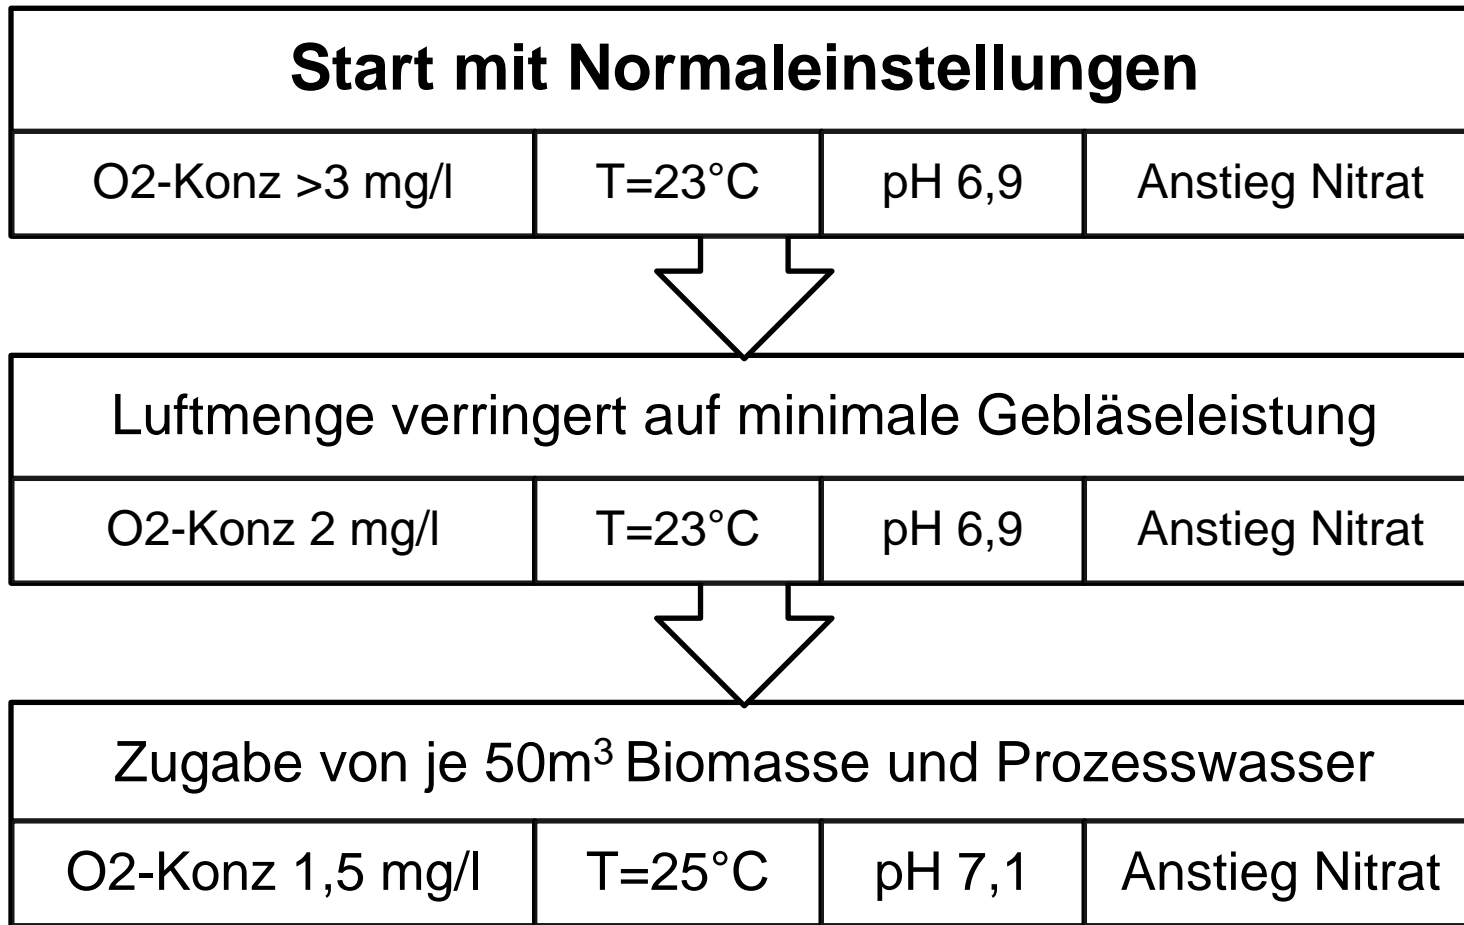 Start mit Normaleinstellungen
O2-Konz >3 mg/l T=23°C pH 6,9 Anstieg Nitrat
Luftmenge verringert auf minimale Gebläseleistung
O2-Konz 2 mg/l T=23°C pH 6,9 Anstieg Nitrat
Zugabe von je 50m³ Biomasse und Prozesswasser
O2-Konz 1,5 mg/l T=25°C pH 7,1 Anstieg Nitrat